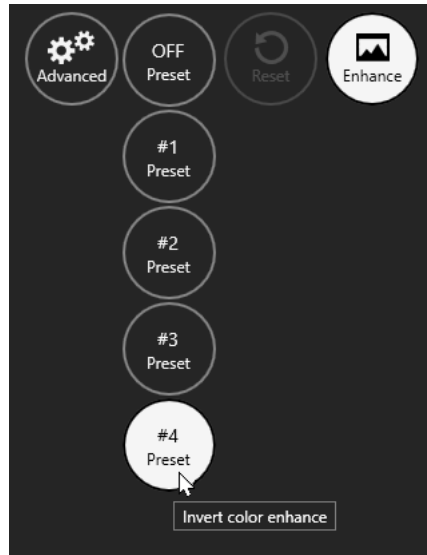 Advanced
OFF
Preset
Reset
Enhance
#1
Preset
#2
Preset
#3
Preset
#4
Preset
Invert color enhance